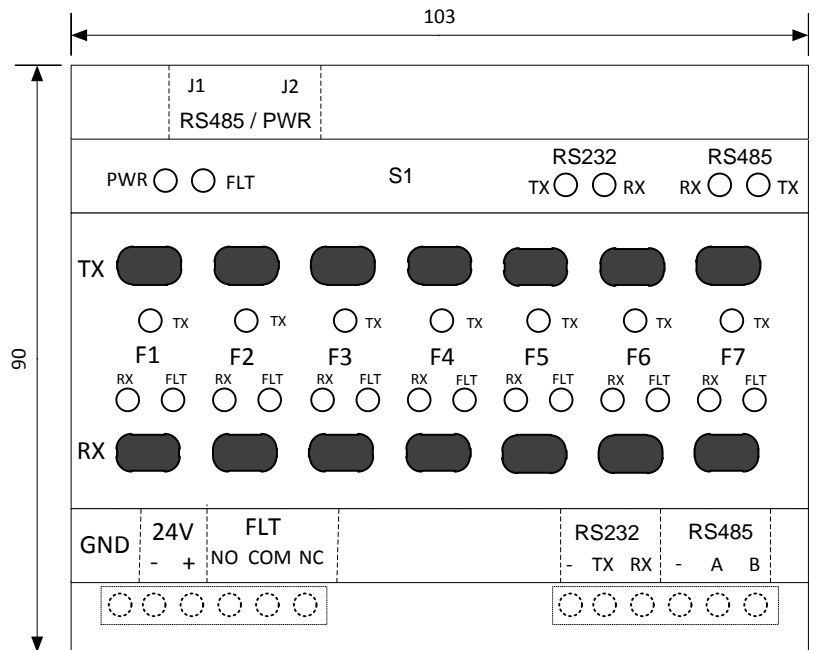 103
90
J1 J2
RS485 / PWR
RS232 RS485
PWR FLT S1 TX RX RX TX
TX
TX TX TX TX TX TX TX
F1 F2 F3 F4 F5 F6 F7
RX FLT RX FLT RX FLT RX FLT RX FLT RX FLT RX FLT
RX
GND 24V FLT RS232 RS485
- + NO COM NC - TX RX - A B